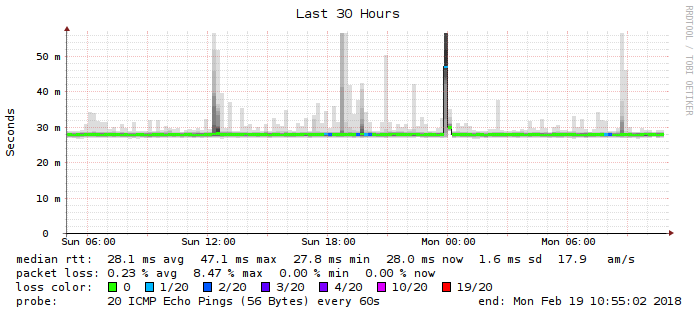 Last 30 Hours
RRDTOOL / TOBI OETIKER
Seconds
50 m
40 m
30 m
20 m
10 m
0
Sun 06:00 Sun 12:00 Sun 18:00 Mon 00:00 Mon 06:00
median rtt: 28.1 ms avg 47.1 ms max 27.8 ms min 28.0 ms now 1.6 ms sd 17.9 am/s
packet loss: 0.23 % avg 8.47 % max 0.00 % min 0.00 % now
loss color: 0 1/20 2/20 3/20 4/20 10/20 19/20
probe: 20 ICMP Echo Pings (56 Bytes) every 60s end: Mon Feb 19 10:55:02 2018